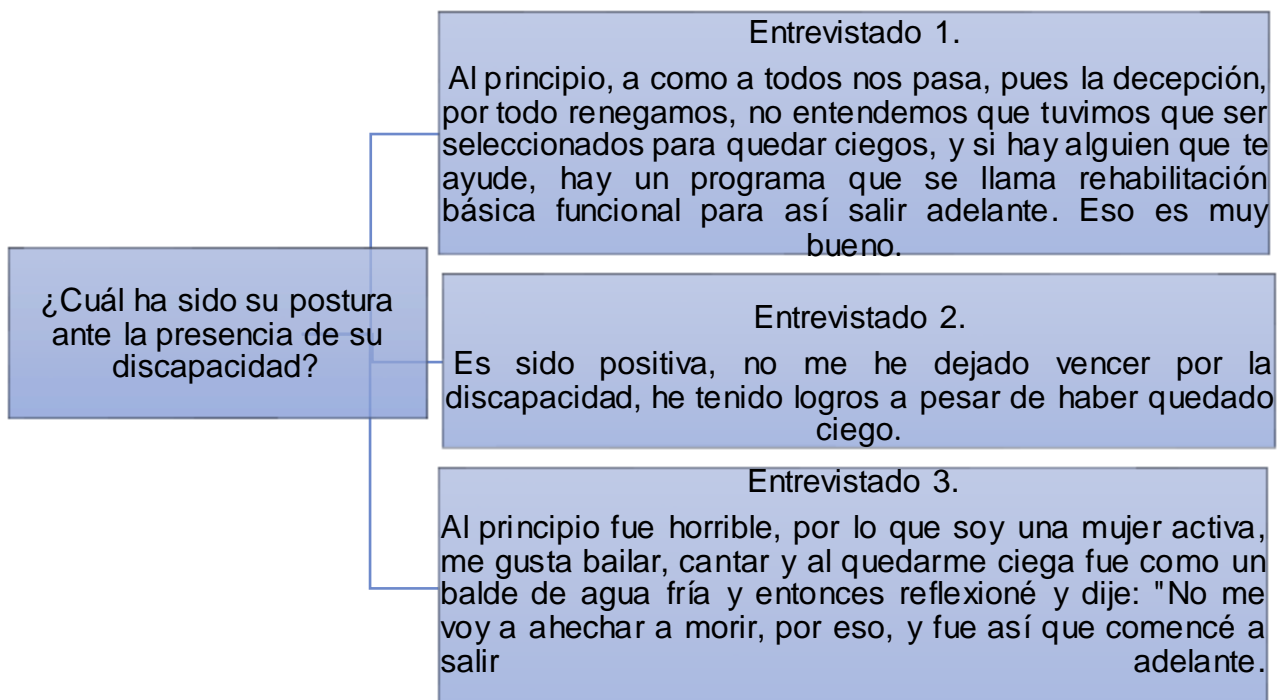 ¿Cuál ha sido su postura
ante la presencia de su
discapacidad?
Entrevistado 1.
Al principio, a como a todos nos pasa, pues la decepción,
por todo renegamos, no entendemos que tuvimos que ser
seleccionados para quedar ciegos, y si hay alguien que te
ayude, hay un programa que se llama rehabilitación
básica funcional para así salir adelante. Eso es muy
bueno.
Entrevistado 2.
Es sido positiva, no me he dejado vencer por la
discapacidad, he tenido logros a pesar de haber quedado
ciego.
Entrevistado 3.
Al principio fue horrible, por lo que soy una mujer activa,
me gusta bailar, cantar y al quedarme ciega fue como un
balde de agua fría y entonces reflexioné y dije: "No me
voy a ahechar a morir, por eso, y fue así que comencé a
salir adelante.